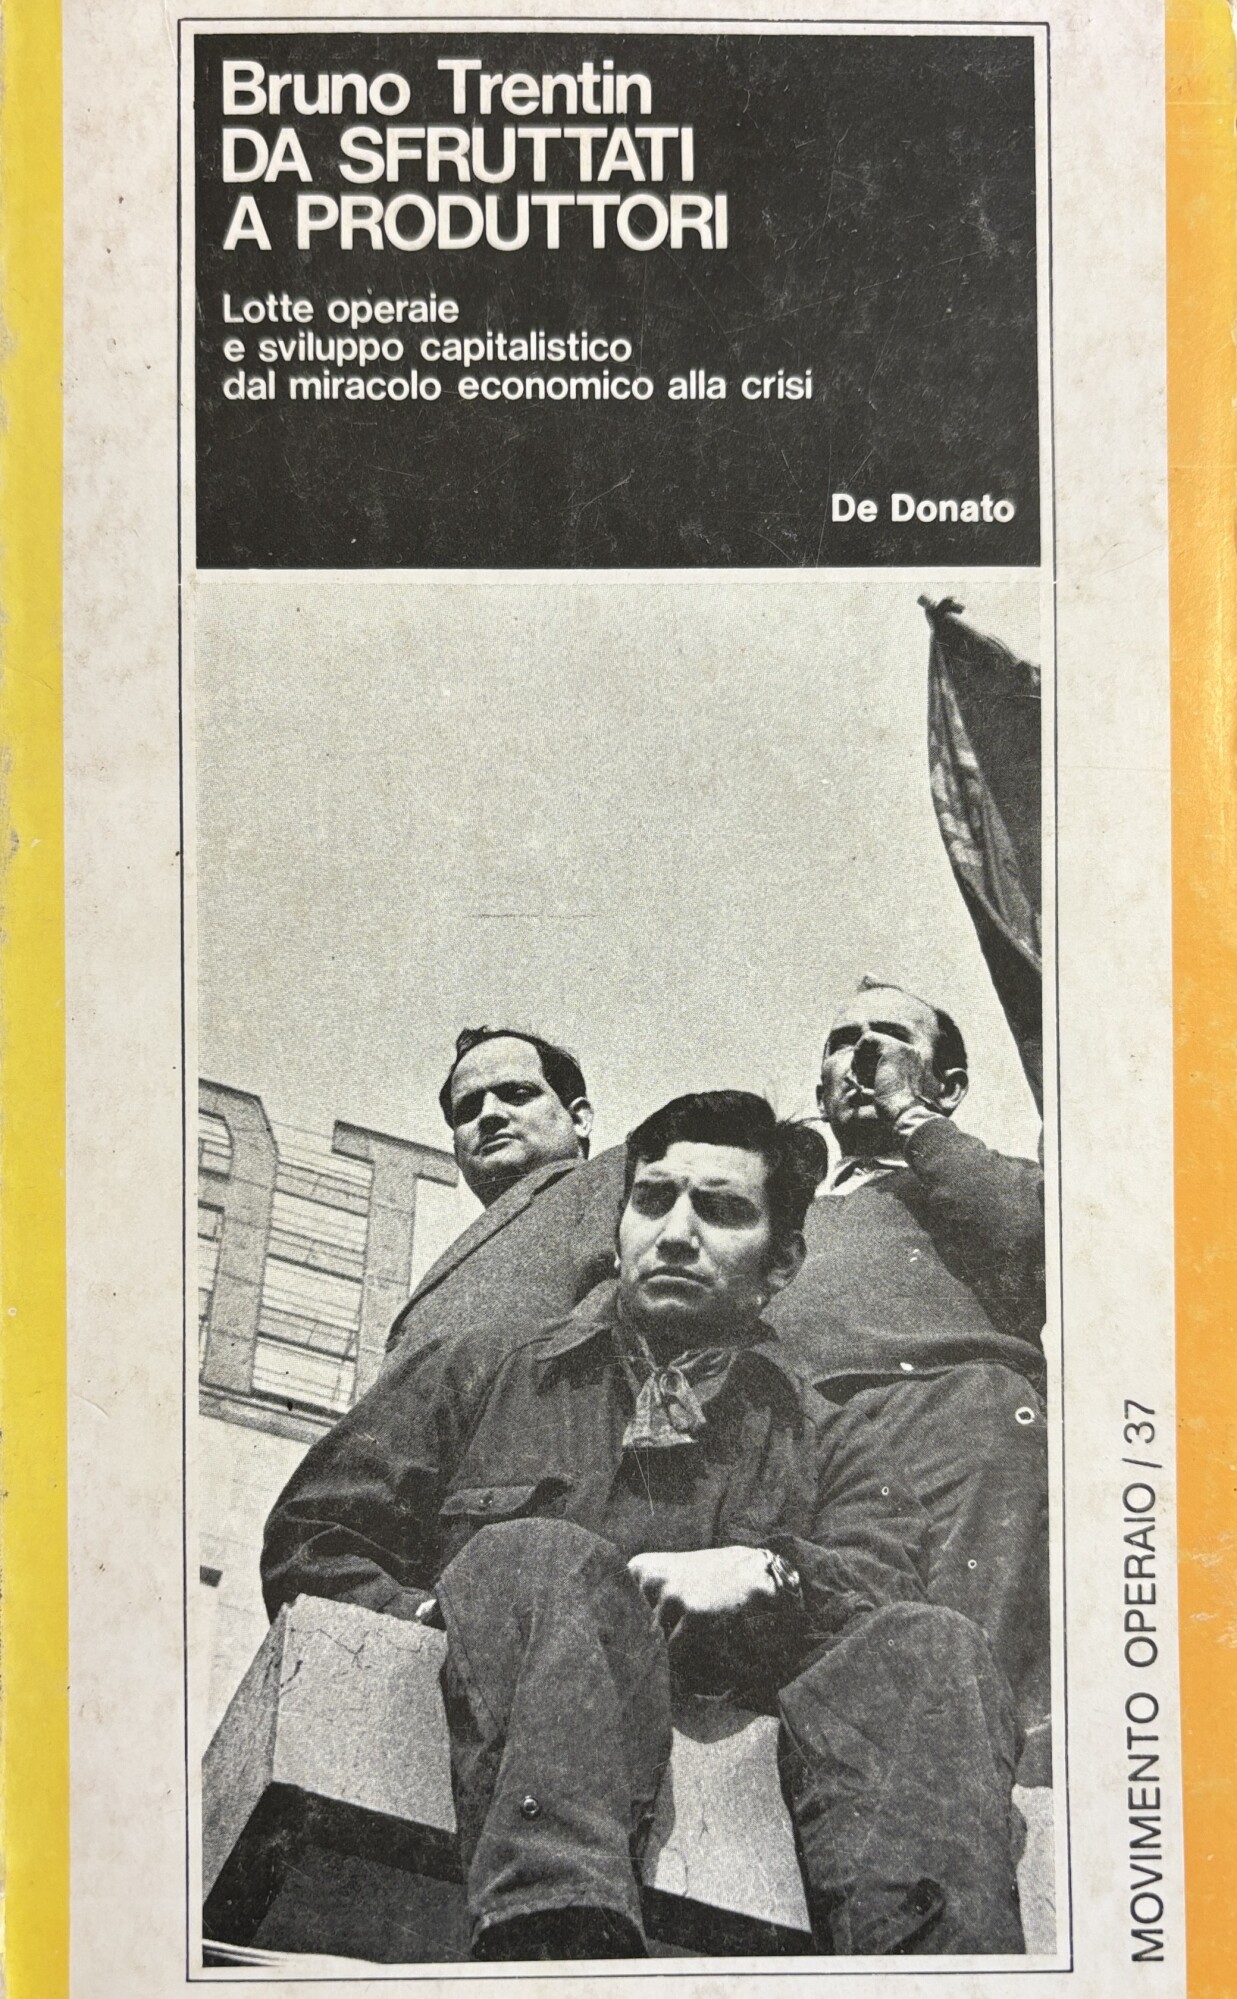 Bruno Trentin
DA SFRUTTATI
A PRODUTTORI
Lotte operaie
e sviluppo capitalistico
dal miracolo economico alla crisi
De Donato
AT
MOVIMENTO OPERAIO / 37